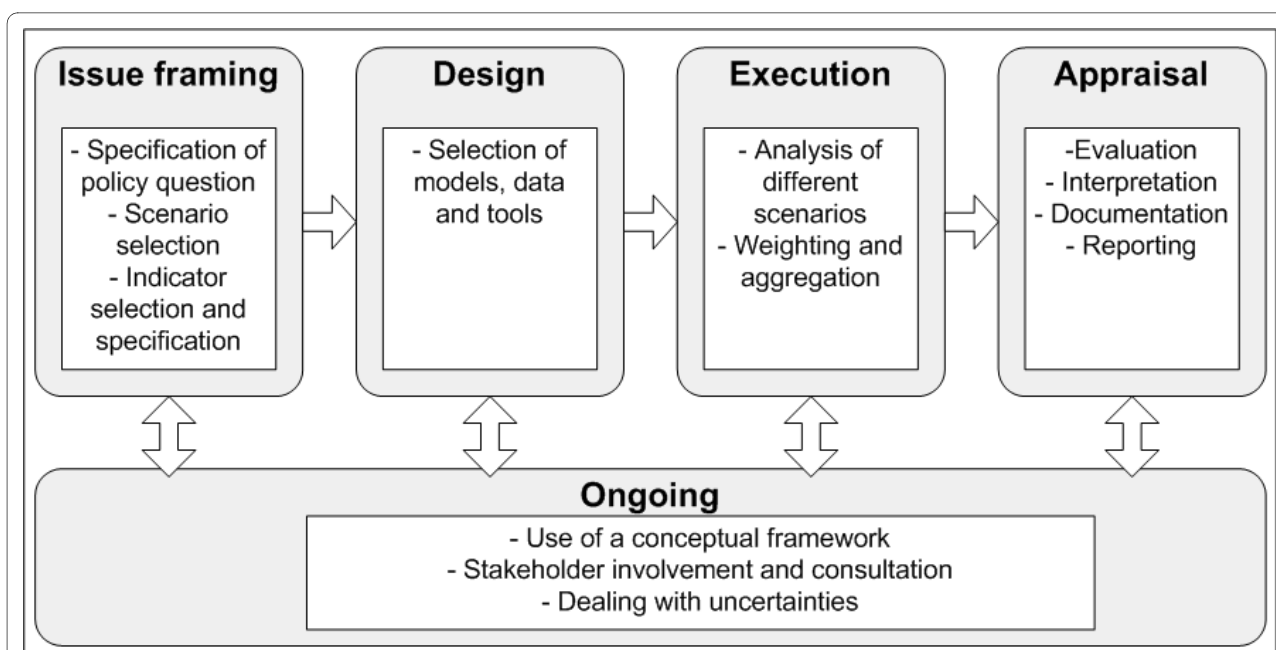 Issue framing
- Specification of
policy question
- Scenario
selection
- Indicator
selection and
specification
Design
- Selection of
models, data
and tools
Execution
- Analysis of
different
scenarios
- Weighting and
aggregation
Appraisal
-Evaluation
- Interpretation
- Documentation
- Reporting
Ongoing
- Use of a conceptual framework
- Stakeholder involvement and consultation
- Dealing with uncertainties